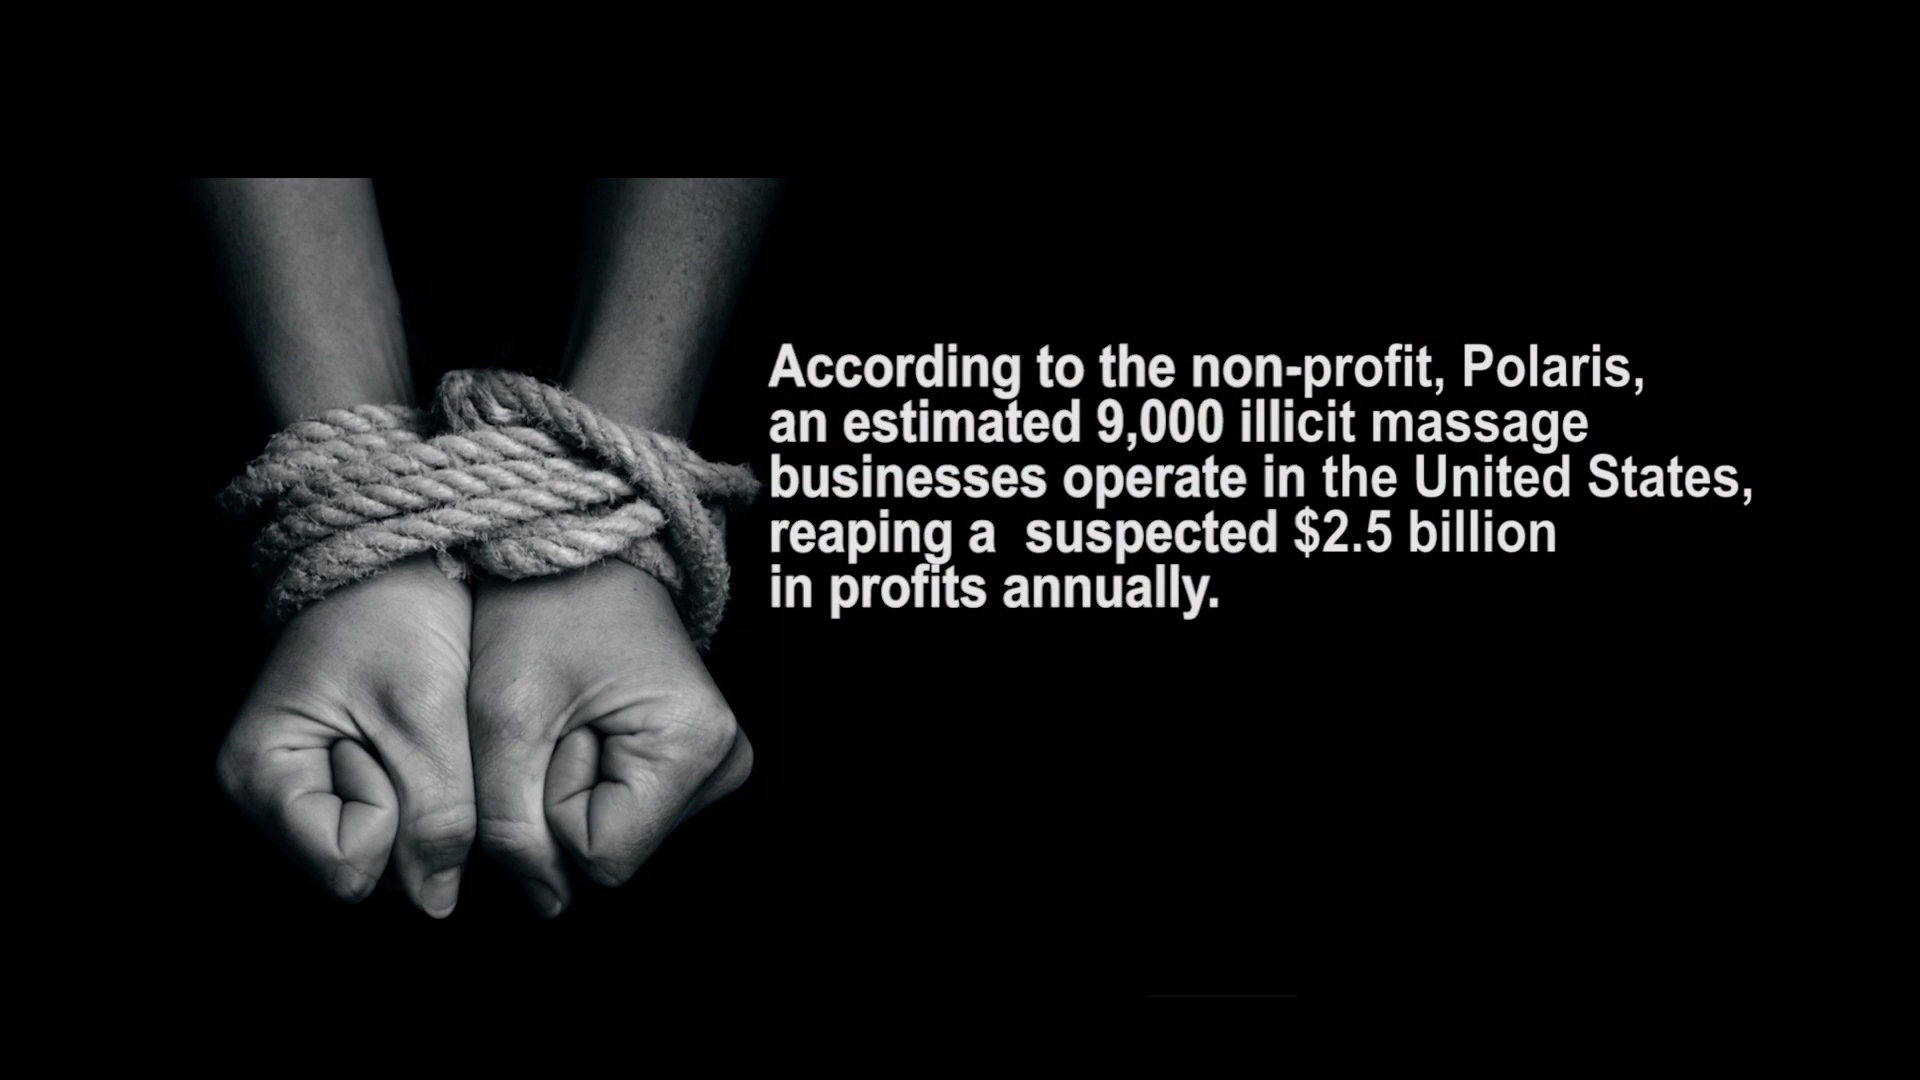 According to the non-profit, Polaris,
an estimated 9,000 illicit massage
businesses operate in the United States,
reaping a  suspected $2.5 billion
in profits annually.